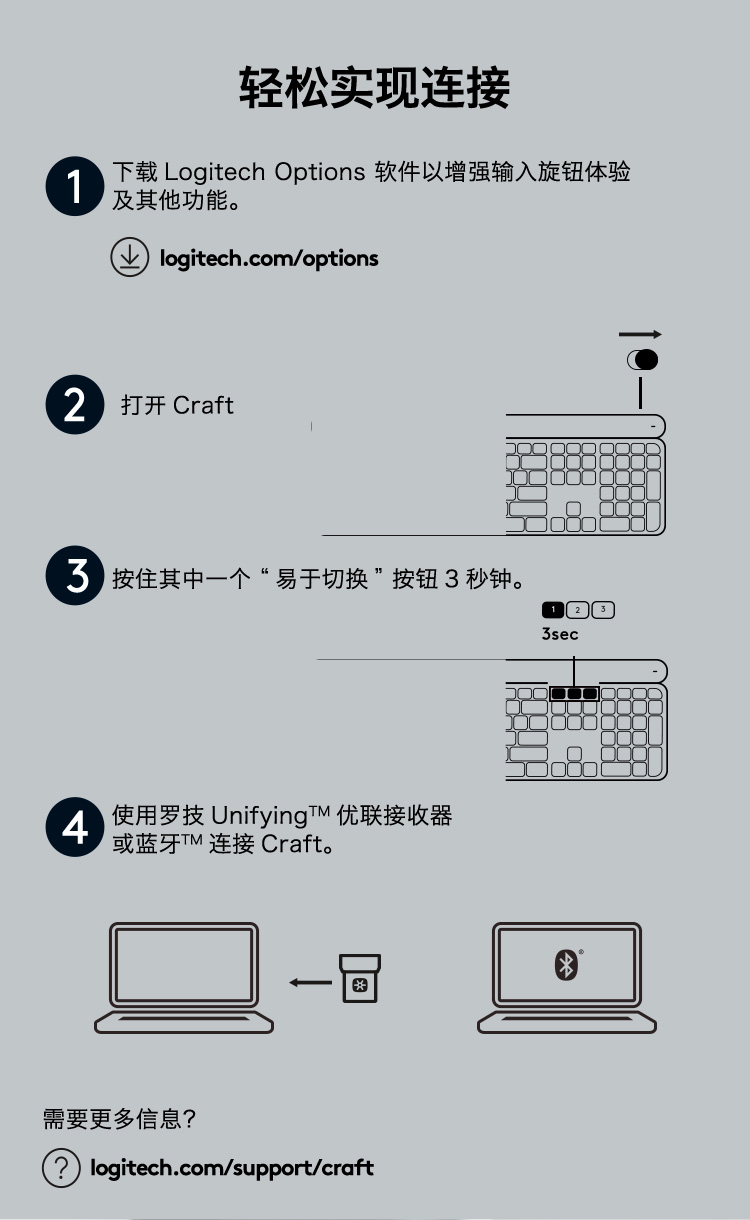 轻松实现连接
1
下载 Logitech Options 软件以增强输入旋钮体验
及其他功能。
logitech.com/options
2
打开 Craft
3
按住其中一个“ 易于切换 ”按钮 3 秒钟。
1 2 3
3sec
4
使用罗技 Unifying™ 优联接收器
或蓝牙™ 连接 Craft。
®
需要更多信息?
? logitech.com/support/craft